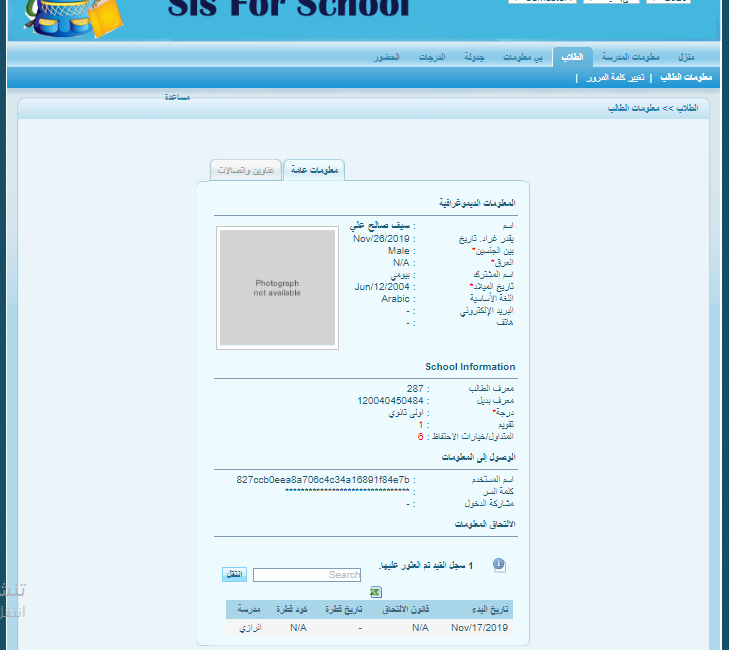 Sis For School
منزل معلومات المدرسة الطلاب بي معلومات جدولة الدرجات الحضور
معلومات الطالب | تغيير كلمة المرور |
مساعدة
الطلاب >> معلومات الطالب
معلومات عامة عناوين واتصالات
المعلومات الديموغرافية
اسم : سيف صالح علي
يقدر غراد. تاريخ : Nov/26/2019
بين الجنسين* : Male
العرق* : N/A
اسم المشترك : بيومي
تاريخ الميلاد* : Jun/12/2004
اللغة الأساسية : Arabic
البريد الإلكتروني : -
هاتف : -
Photograph
not available
School Information
معرف الطالب : 287
معرف بديل : 120040450484
درجة* : اولى ثانوي
تقويم : 1
المتداول/خيارات الاحتفاظ : 6
الوصول إلى المعلومات
اسم المستخدم : 827ccb0eea8a706c4c34a16891f84e7b
كلمة السر : ********************************
مشاركة الدخول : -
الالتحاق المعلومات
1 سجل القيد تم العثور عليها.
Search انتقل
تاريخ البدء قانون الالتحاق تاريخ قطرة كود قطرة مدرسة
Nov/17/2019 N/A - N/A الرازي